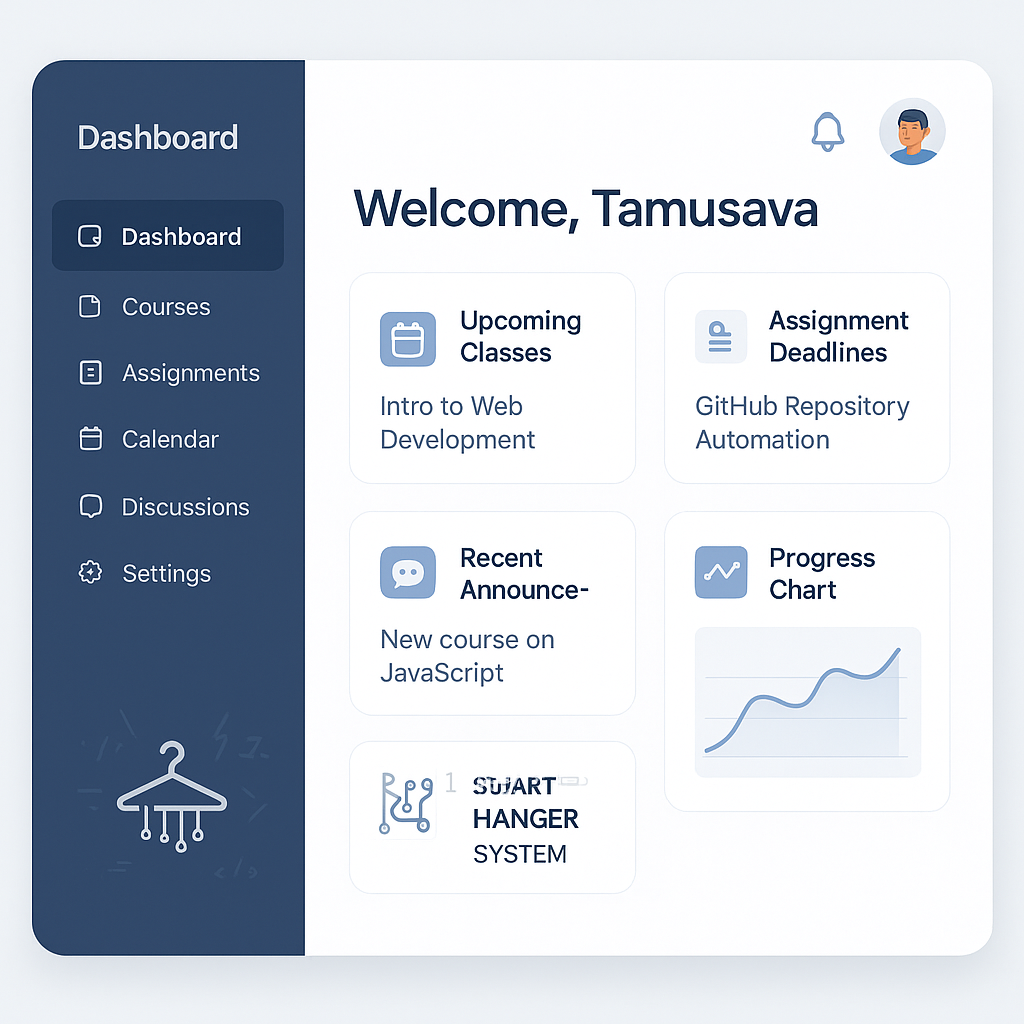 Dashboard
Dashboard
Courses
Assignments
Calendar
Discussions
Settings
Welcome, Tamusava
Upcoming
Classes
Intro to Web
Development
Assignment
Deadlines
GitHub Repository
Automation
Recent
Announce-
New course on
JavaScript
Progress
Chart
1
HANGER
SYSTEM